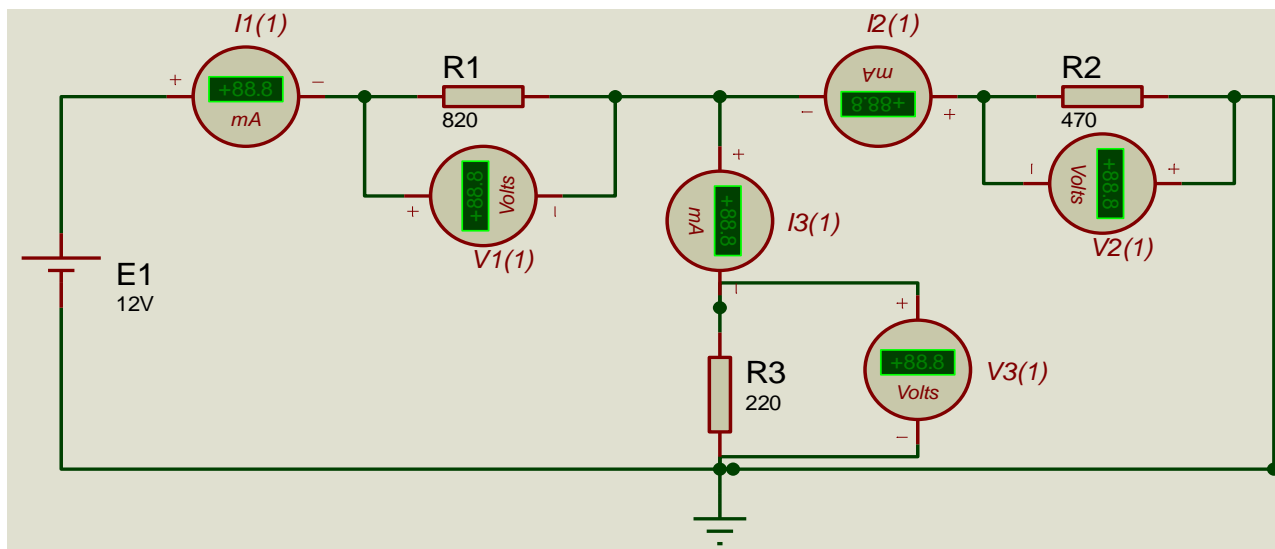 I1(1)
I2(1)
R1
R2
+88.8
mA
820
mA
+88.8
470
+88.8
Volts
V1(1)
mA
+88.8
I3(1)
Volts
+88.8
V2(1)
E1
12V
R3
220
+88.8
Volts
V3(1)